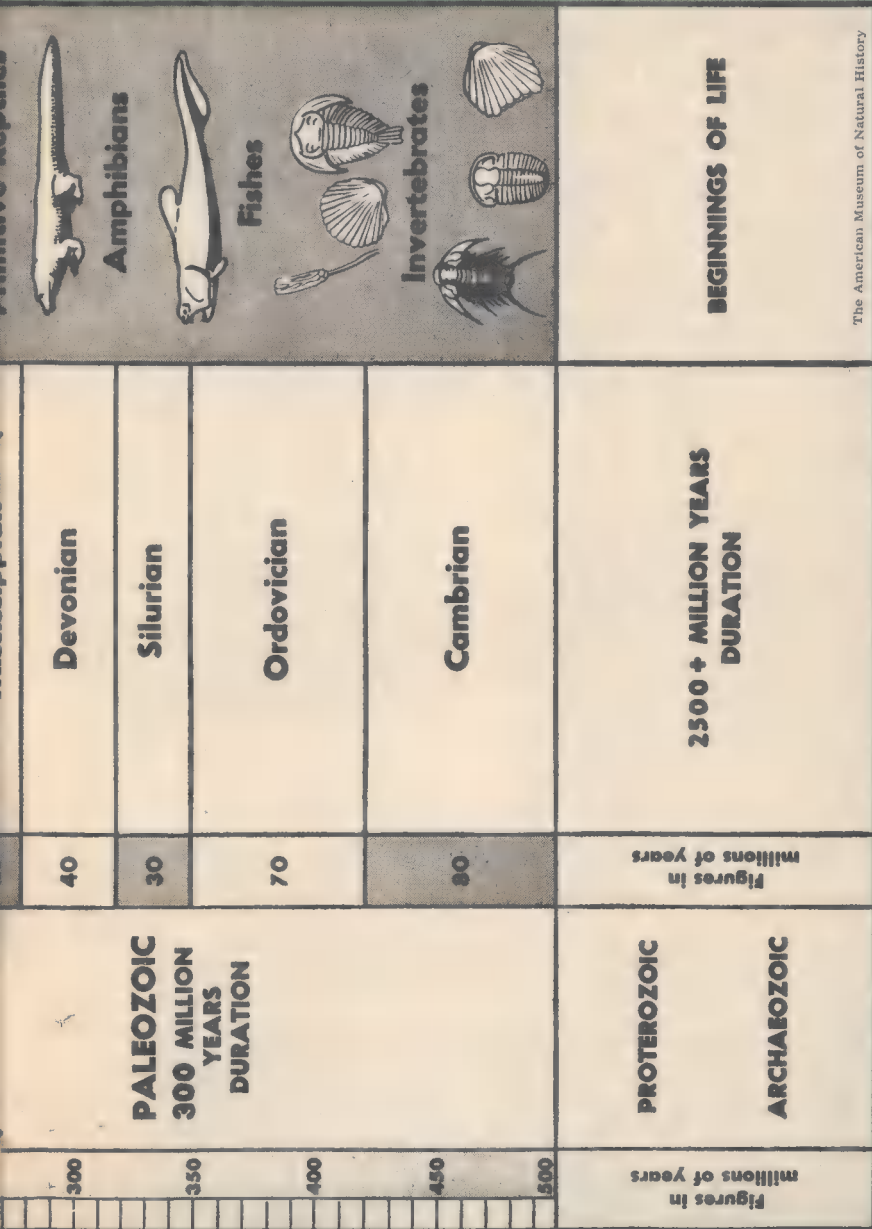 Primitive Reptiles
300
40
Devonian
Amphibians
PALEOZOIC
300 MILLION
YEARS
DURATION
30
Silurian
350
70
Ordovician
Fishes
400
80
Cambrian
Invertebrates
450
500
Figures in
millions of years
PROTEROZOIC
ARCHAEOZOIC
Figures in
millions of years
2500+ MILLION YEARS
DURATION
BEGINNINGS OF LIFE
The American Museum of Natural History